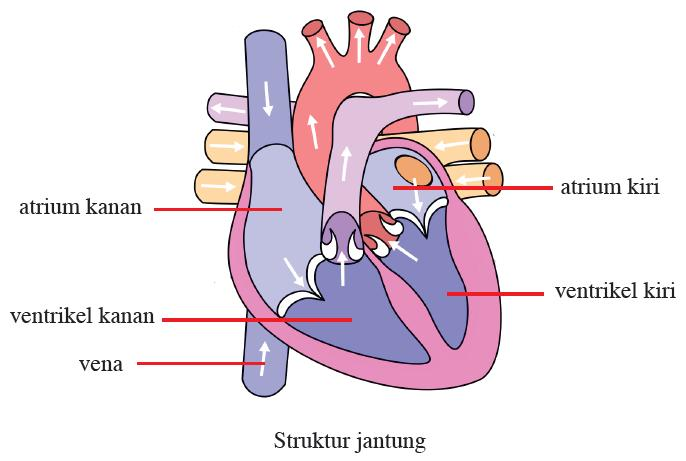 atrium kiri
atrium kanan
ventrikel kiri
ventrikel kanan
vena
Struktur jantung